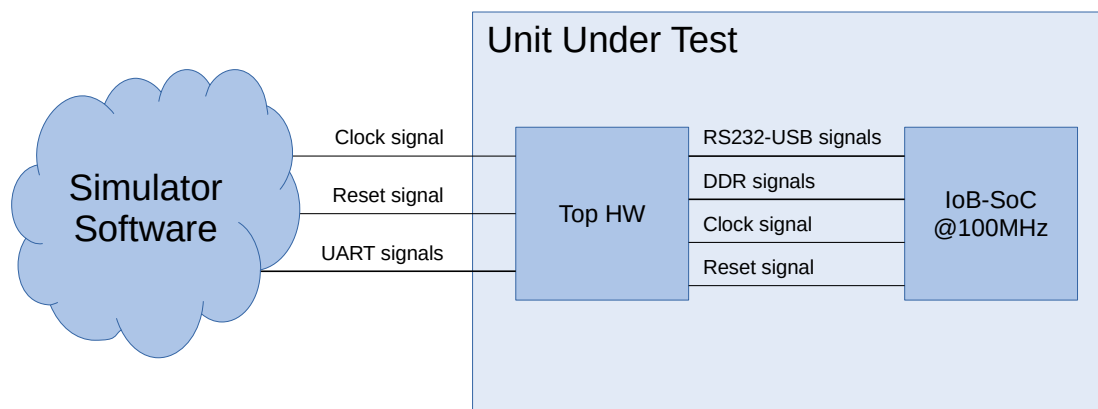 Unit Under Test
Simulator
Software
Clock signal
Reset signal
UART signals
Top HW
RS232-USB signals
DDR signals
Clock signal
Reset signal
IoB-SoC
@100MHz